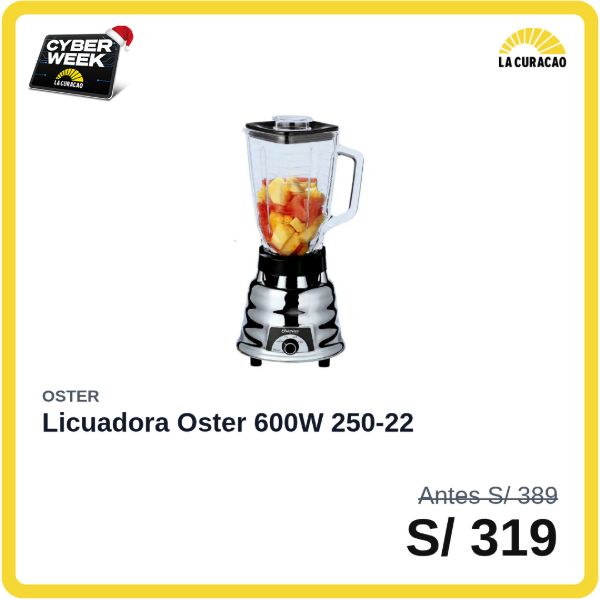 CYBER
WEEK
LA CURACAO
LA CURACAO
OSTER
Licuadora Oster 600W 250-22
Antes S/ 389
S/ 319